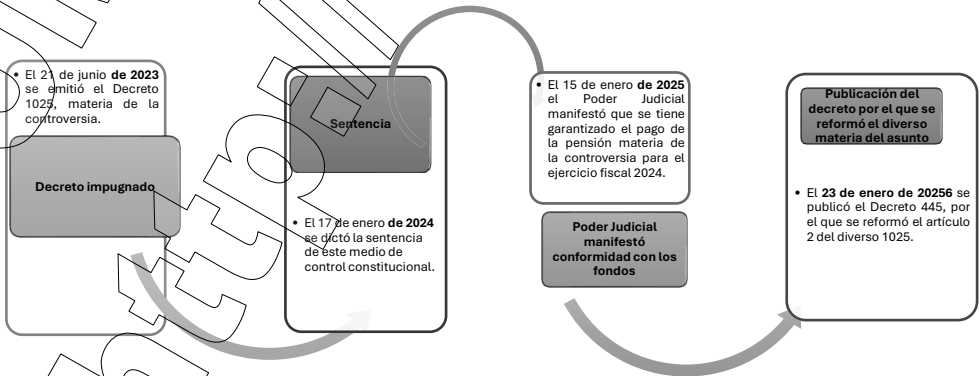 • El 21 de junio de 2023
se emitió el Decreto
1025, materia de la
controversia.
Decreto impugnado
Sentencia
• El 17 de enero de 2024
se dictó la sentencia
de este medio de
control constitucional.
• El 15 de enero de 2025
el Poder Judicial
manifestó que se tiene
garantizado el pago de
la pensión materia de
la controversia para el
ejercicio fiscal 2024.
Poder Judicial
manifestó
conformidad con los
fondos
Publicación del
decreto por el que se
reformó el diverso
materia del asunto
• El 23 de enero de 20256 se
publicó el Decreto 445, por
el que se reformó el artículo
2 del diverso 1025.